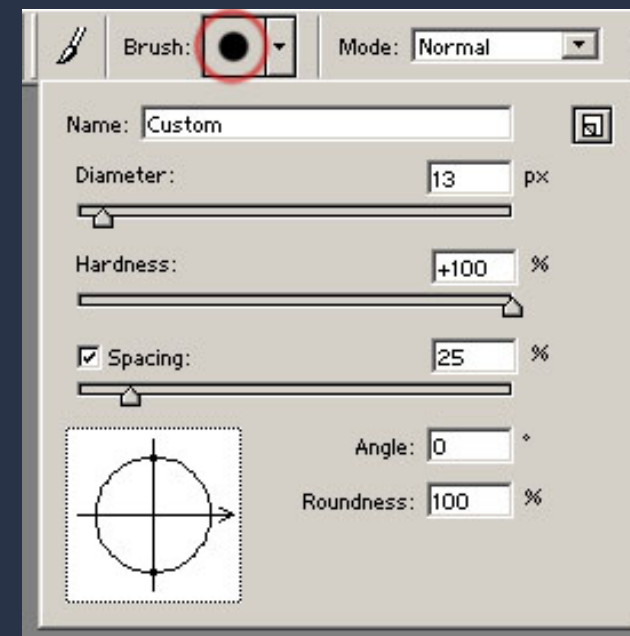 Brush: Mode: Normal
Name: Custom
Diameter: 13 px
Hardness: +100 %
Spacing: 25 %
Angle: 0 °
Roundness: 100 %